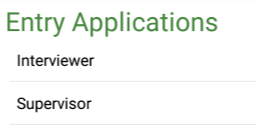 Entry Applications
Interviewer
Supervisor